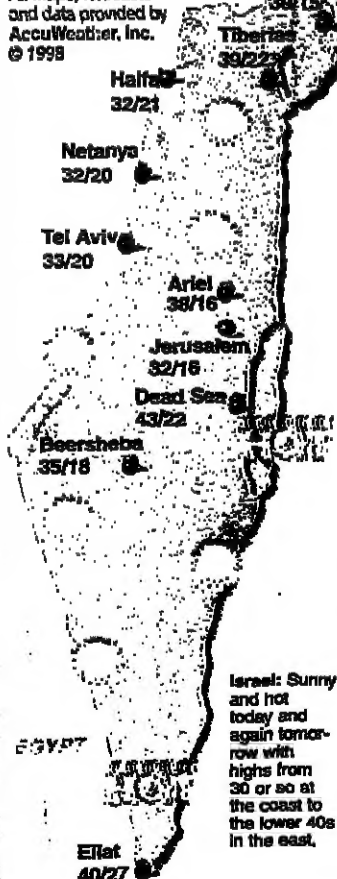 and data provided by
AccuWeather, Inc.
© 1998
Tiberias
39/22
Haifa
32/21
Netanya
32/20
Tel Aviv
33/20
Ariel
38/16
Jerusalem
32/16
Dead Sea
43/22
Beersheba
35/18
EGYPT
Israel: Sunny
and hot
today and
again tomor-
row with
highs from
30 or so at
the coast to
the lower 40s
in the east.
Eilat
40/27